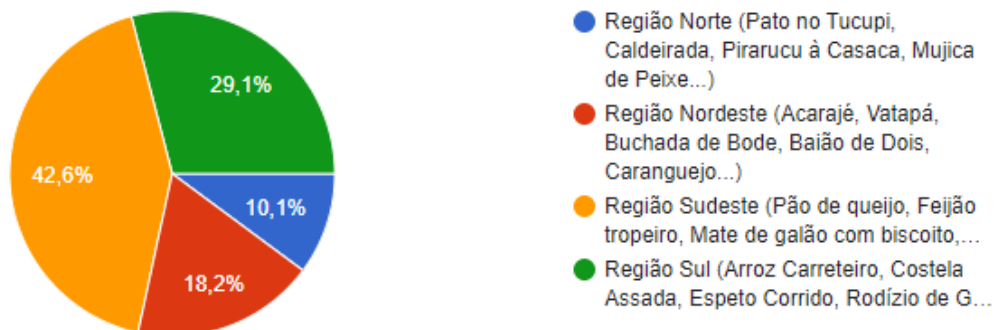 29,1%
42,6%
10,1%
18,2%
Região Norte (Pato no Tucupi,
Caldeirada, Pirarucu à Casaca, Mujica
de Peixe...)
Região Nordeste (Acarajé, Vatapá,
Buchada de Bode, Baião de Dois,
Caranguejo...)
Região Sudeste (Pão de queijo, Feijão
tropeiro, Mate de galão com biscoito,...
Região Sul (Arroz Carreteiro, Costela
Assada, Espeto Corrido, Rodízio de G...